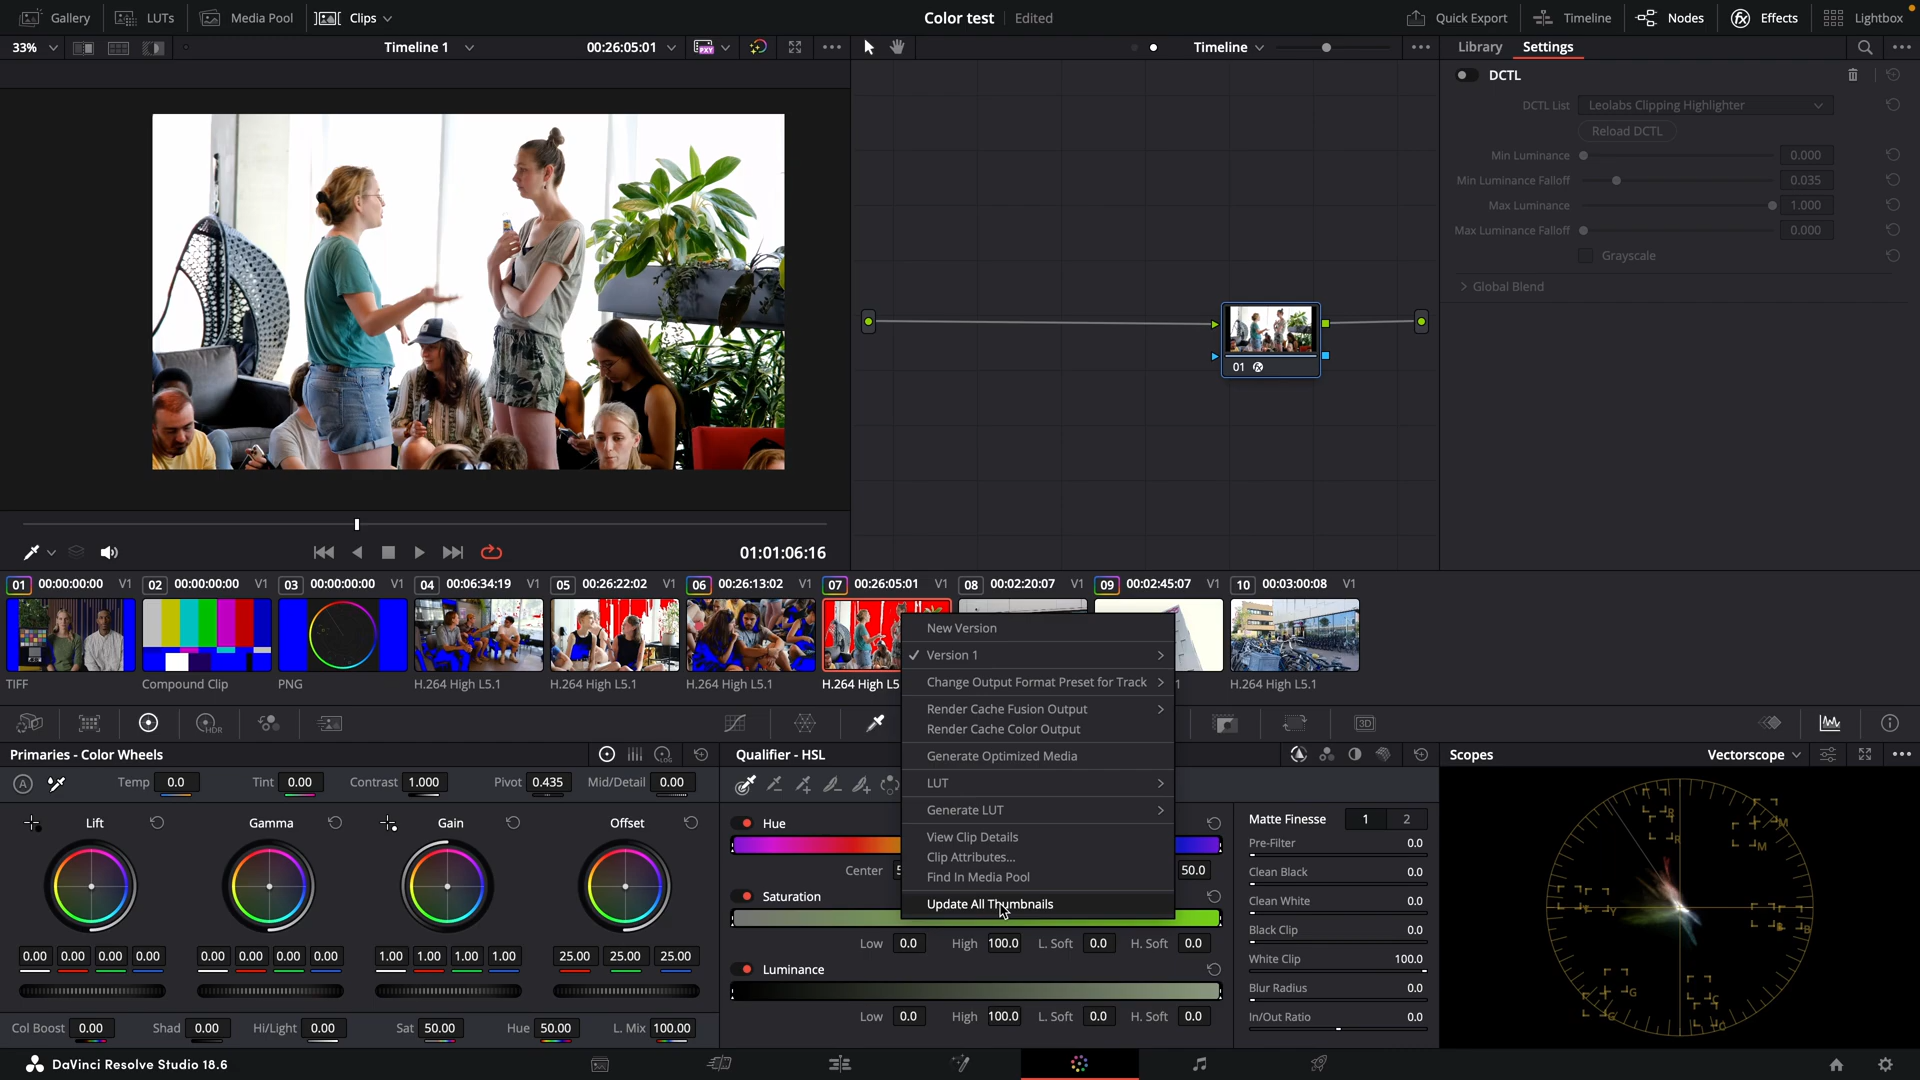 Gallery LUTs Media Pool Clips Color test Edited Quick Export Timeline Nodes Effects Lightbox
33% Timeline 1 00:26:05:01 PXY Timeline Library Settings
DCTL
DCTL List Leolabs Clipping Highlighter
Reload DCTL
Min Luminance 0.000
Min Luminance Falloff 0.035
Max Luminance 1.000
Max Luminance Falloff 0.000
Grayscale
Global Blend
01
01:01:06:16
01 00:00:00:00 V1 02 00:00:00:00 V1 03 00:00:00:00 V1 04 00:06:34:19 V1 05 00:26:22:02 V1 06 00:26:13:02 V1 07 00:26:05:01 V1 08 00:02:20:07 V1 09 00:02:45:07 V1 10 00:03:00:08 V1
TIFF Compound Clip PNG H.264 High L5.1 H.264 High L5.1 H.264 High L5.1 H.264 High L5 1 H.264 High L5.1
New Version
Version 1
Change Output Format Preset for Track
Render Cache Fusion Output
Render Cache Color Output
Generate Optimized Media
LUT
Generate LUT
View Clip Details
Clip Attributes...
Find In Media Pool
Update All Thumbnails
HDR 3D
Primaries - Color Wheels LOG
A Temp 0.0 Tint 0.00 Contrast 1.000 Pivot 0.435 Mid/Detail 0.00
Lift Gamma Gain Offset
0.00 0.00 0.00 0.00 0.00 0.00 0.00 0.00 1.00 1.00 1.00 1.00 25.00 25.00 25.00
Col Boost 0.00 Shad 0.00 Hi/Light 0.00 Sat 50.00 Hue 50.00 L. Mix 100.00
Qualifier - HSL
Hue
Center 5 50.0
Saturation
Low 0.0 High 100.0 L. Soft 0.0 H. Soft 0.0
Luminance
Low 0.0 High 100.0 L. Soft 0.0 H. Soft 0.0
Matte Finesse 1 2
Pre-Filter 0.0
Clean Black 0.0
Clean White 0.0
Black Clip 0.0
White Clip 100.0
Blur Radius 0.0
In/Out Ratio 0.0
Scopes Vectorscope
R M
R M
Y Y B B
G C
G C
DaVinci Resolve Studio 18.6